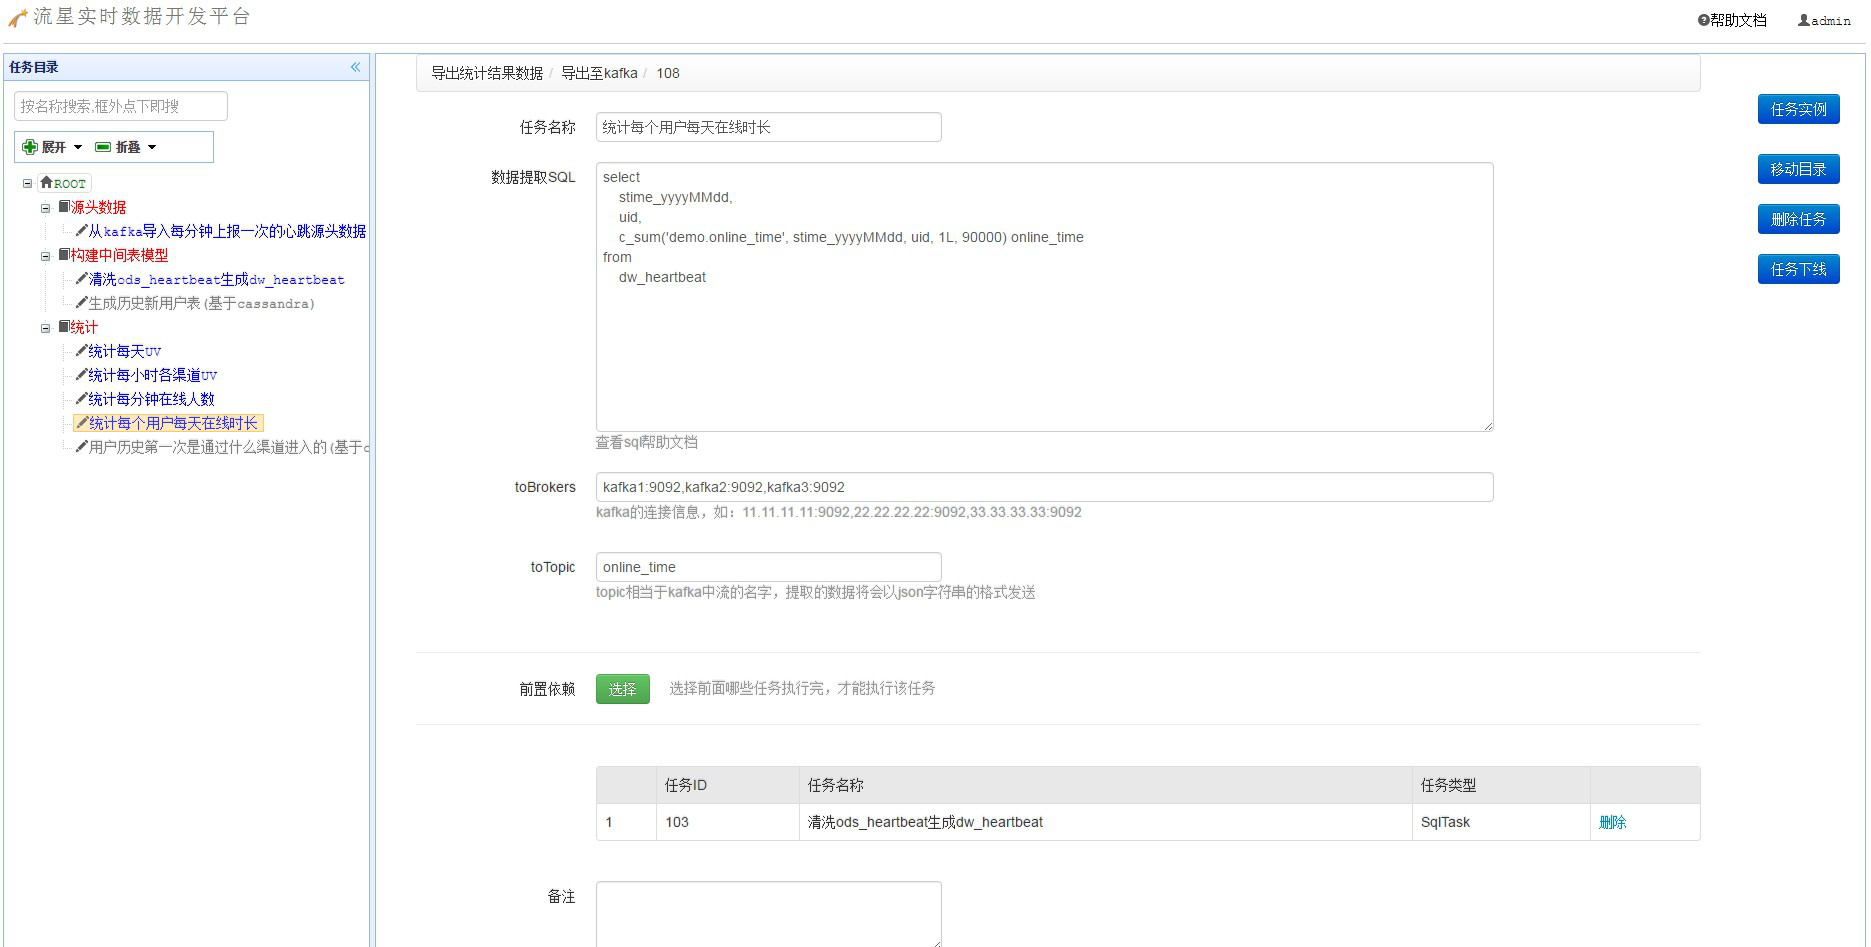 流星实时数据开发平台
帮助文档 admin
任务目录
按名称搜索,框外点下即搜
展开 折叠
ROOT
源头数据
从kafka导入每分钟上报一次的心跳源头数据
构建中间表模型
清洗ods_heartbeat生成dw_heartbeat
生成历史新用户表(基于cassandra)
统计
统计每天UV
统计每小时各渠道UV
统计每分钟在线人数
统计每个用户每天在线时长
用户历史第一次是通过什么渠道进入的(基于c
导出统计结果数据 / 导出至kafka / 108
任务名称 统计每个用户每天在线时长
数据提取SQL
select
stime_yyyyMMdd,
uid,
c_sum('demo.online_time', stime_yyyyMMdd, uid, 1L, 90000) online_time
from
dw_heartbeat
查看sql帮助文档
toBrokers kafka1:9092,kafka2:9092,kafka3:9092
kafka的连接信息，如：11.11.11.11:9092,22.22.22.22:9092,33.33.33.33:9092
toTopic online_time
topic相当于kafka中流的名字，提取的数据将会以json字符串的格式发送
前置依赖 选择 选择前面哪些任务执行完，才能执行该任务
任务ID 任务名称 任务类型
1 103 清洗ods_heartbeat生成dw_heartbeat SqlTask 删除
备注
任务实例
移动目录
删除任务
任务下线